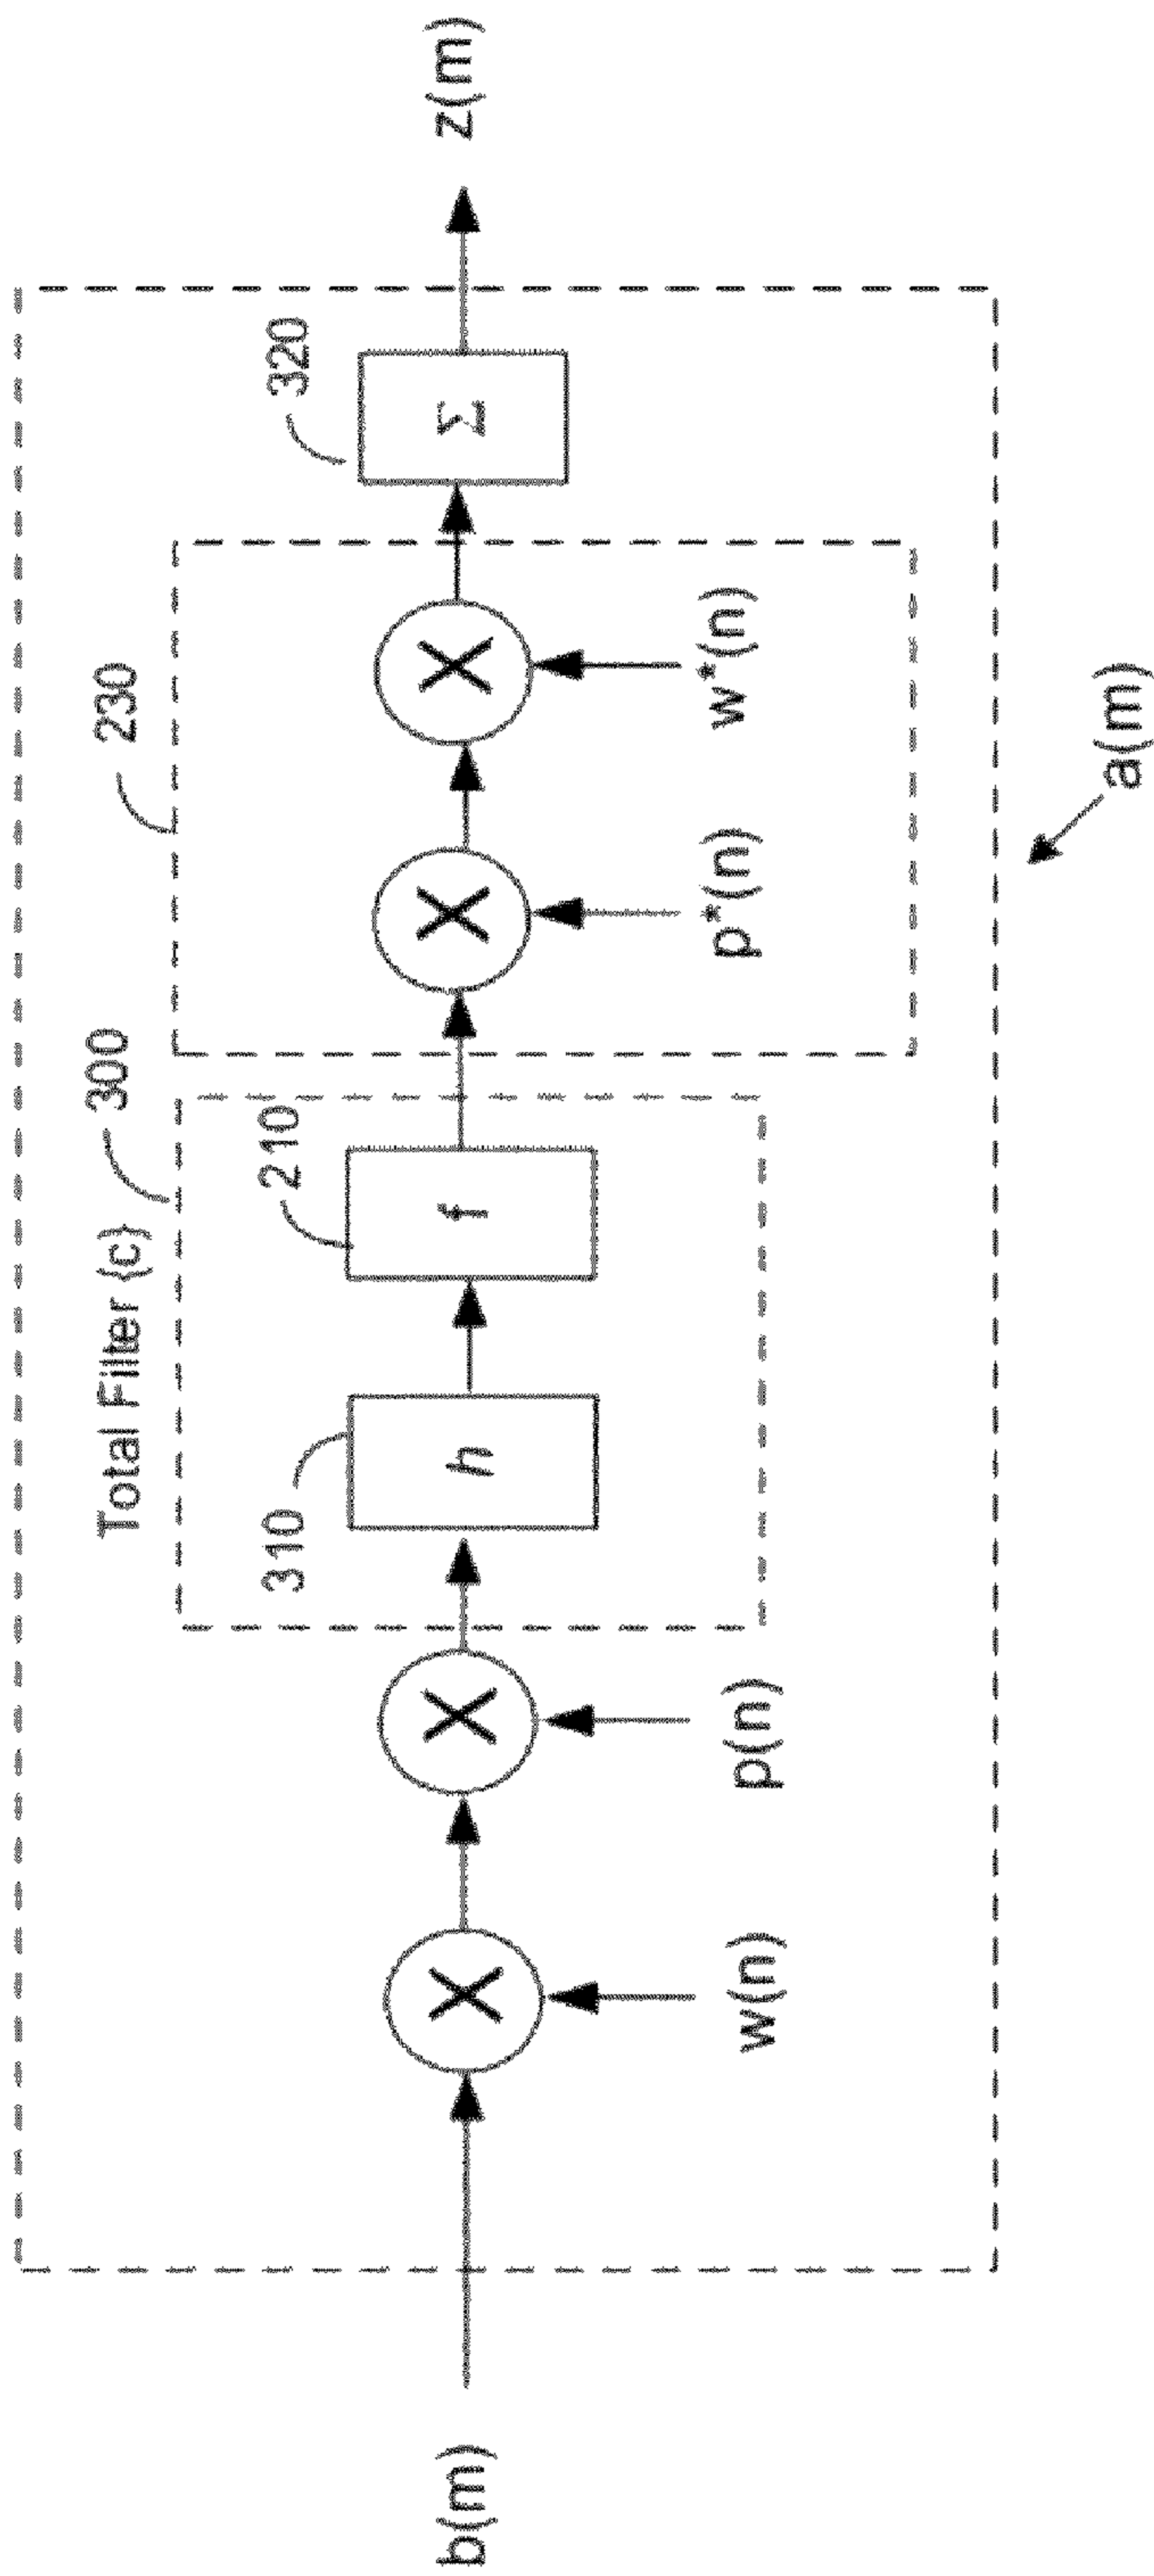 Total Filter {c}
300
230
320
310
210
b(m)
X
X
h
f
X
X
Σ
z(m)
w(n)
p(n)
p*(n)
w*(n)
a(m)